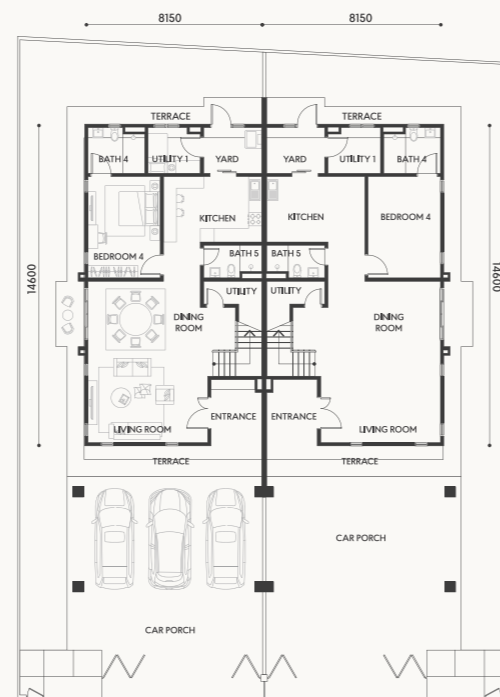 8150 8150
TERRACE TERRACE
BATH 4 UTILITY 1 YARD YARD UTILITY 1 BATH 4
KITCHEN KITCHEN BEDROOM 4
BEDROOM 4 BATH 5 BATH 5
14600 14600
UTILITY UTILITY
DINING DINING
ROOM ROOM
ENTRANCE ENTRANCE
LIVING ROOM LIVING ROOM
TERRACE TERRACE
CAR PORCH
CAR PORCH